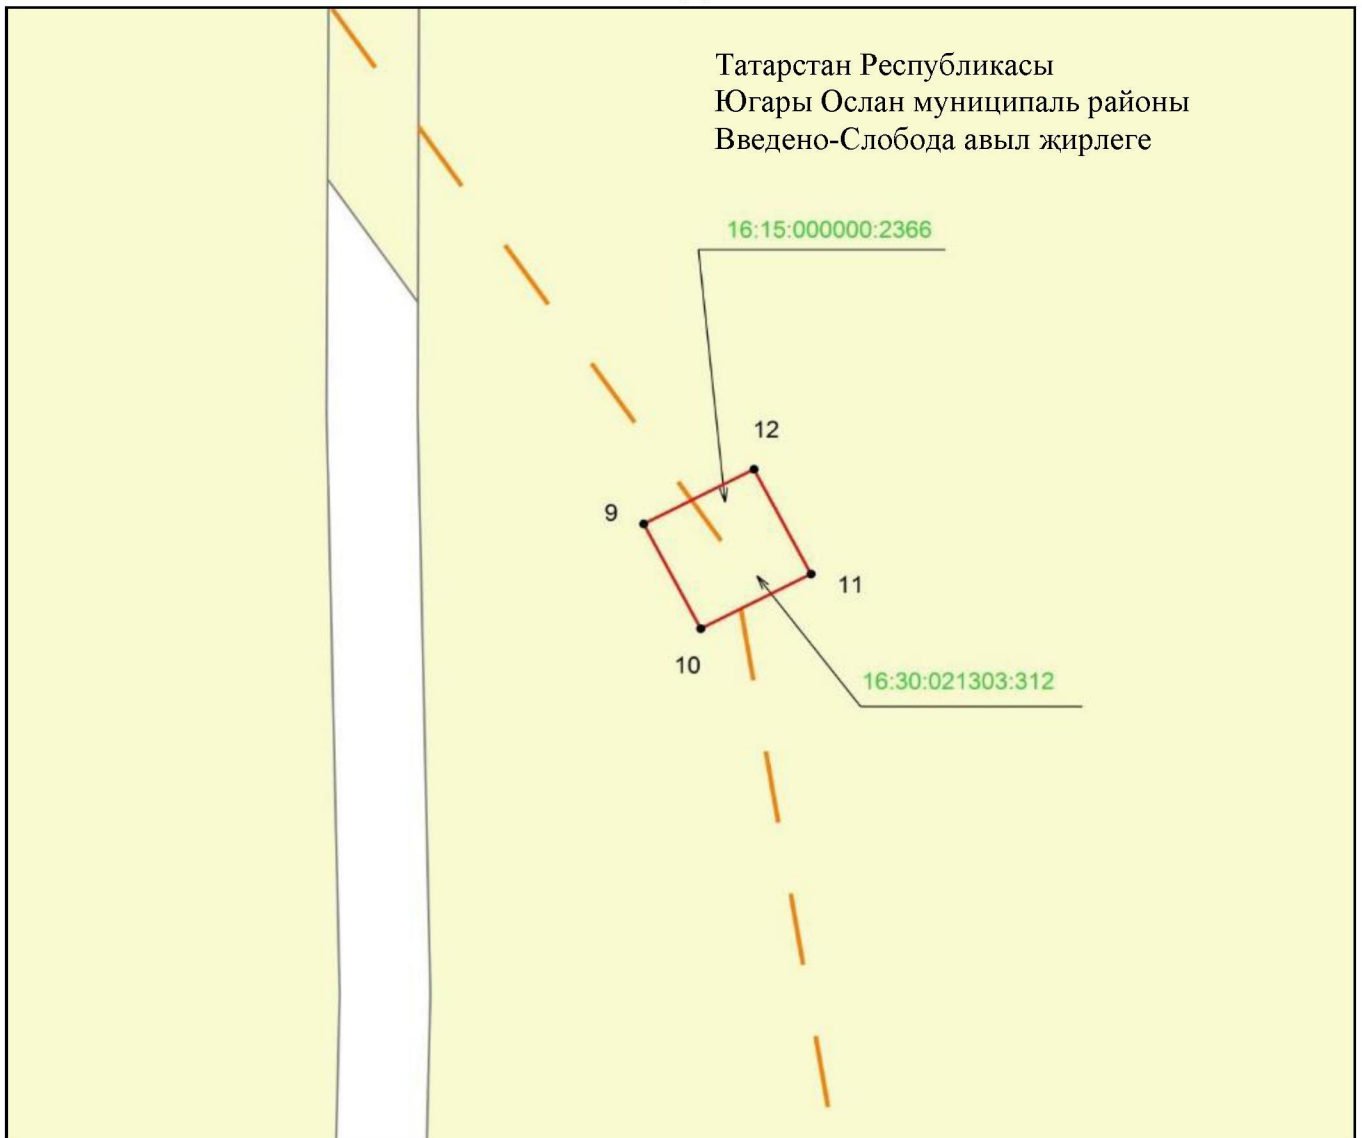 Татарстан Республикасы
Югары Ослан муниципаль районы
Введено-Слобода авыл җирлеге
16:15:000000:2366
12
9
11
10
16:30:021303:312